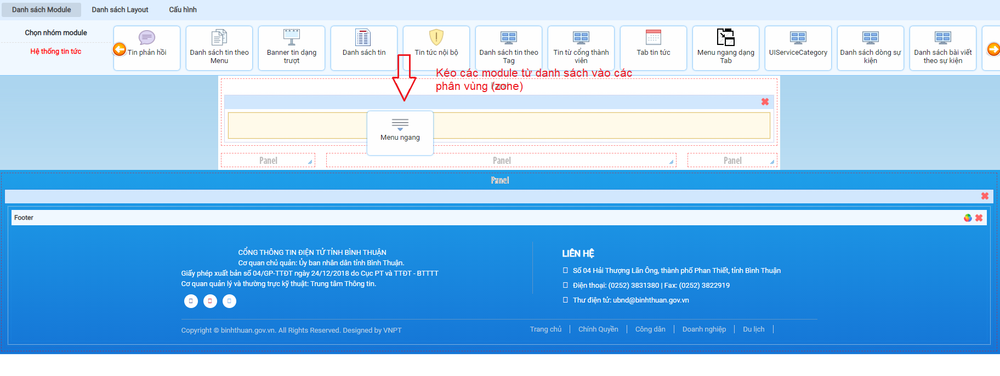 Danh sách Module
Danh sách Layout
Cấu hình
Chọn nhóm module
Hệ thống tin tức
Tin phản hồi
Danh sách tin theo
Menu
Banner tin dạng
trượt
Danh sách tin
Tin tức nội bộ
Danh sách tin theo
Tag
Tin từ cổng thành
viên
Tab tin tức
Menu ngang dạng
Tab
UIServiceCategory
Danh sách dòng sự
kiện
Danh sách bài viết
theo sự kiện
Kéo các module từ danh sách vào các
phân vùng (zone)
Panel
Menu ngang
Panel
Panel
Panel
Panel
Footer
CỔNG THÔNG TIN ĐIỆN TỬ TỈNH BÌNH THUẬN
Cơ quan chủ quản: Ủy ban nhân dân tỉnh Bình Thuận.
Giấy phép xuất bản số 04/GP-TTĐT ngày 24/12/2018 do Cục PT và TTĐT - BTTTT
Cơ quan quản lý và thường trực kỹ thuật: Trung tâm Thông tin.
LIÊN HỆ
Số 04 Hải Thượng Lãn Ông, thành phố Phan Thiết, tỉnh Bình Thuận
Điện thoại: (0252) 3831380 | Fax: (0252) 3822919
Thư điện tử: ubnd@binhthuan.gov.vn
Copyright © binhthuan.gov.vn. All Rights Reserved. Designed by VNPT
Trang chủ | Chính Quyền | Công dân | Doanh nghiệp | Du lịch |